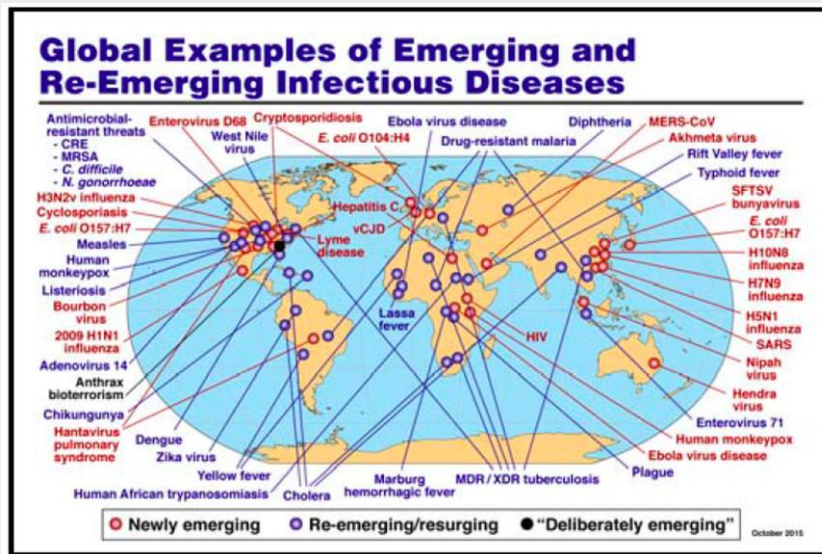 Global Examples of Emerging and
Re-Emerging Infectious Diseases
Antimicrobial-
resistant threats
- CRE
- MRSA
- C. difficile
- N. gonorrhoeae
H3N2v influenza
Cyclosporiasis
E. coli O157:H7
Measles
Human
monkeypox
Listeriosis
Bourbon
virus
2009 H1N1
influenza
Adenovirus 14
Anthrax
bioterrorism
Chikungunya
Hantavirus
pulmonary
syndrome
Enterovirus D68
West Nile
virus
Cryptosporidiosis
E. coli O104:H4
Ebola virus disease
Drug-resistant malaria
Diphtheria
MERS-CoV
Akhmeta virus
Rift Valley fever
Typhoid fever
SFTSV
bunyavirus
E. coli
O157:H7
H10N8
influenza
H7N9
influenza
H5N1
influenza
SARS
Nipah
virus
Hendra
virus
Enterovirus 71
Human monkeypox
Ebola virus disease
Plague
Hepatitis C
vCJD
Lyme
disease
Lassa
fever
HIV
Dengue
Zika virus
Yellow fever
Human African trypanosomiasis
Cholera
Marburg
hemorrhagic fever
MDR/XDR tuberculosis
Newly emerging
Re-emerging/resurging
"Deliberately emerging"
October 2015